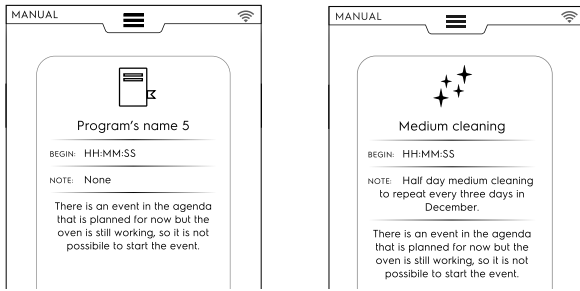 MANUAL
Program's name 5
BEGIN: HH:MM:SS
NOTE: None
There is an event in the agenda
that is planned for now but the
oven is still working, so it is not
possibile to start the event.
MANUAL
Medium cleaning
BEGIN: HH:MM:SS
NOTE: Half day medium cleaning
to repeat every three days in
December.
There is an event in the agenda
that is planned for now but the
oven is still working, so it is not
possibile to start the event.